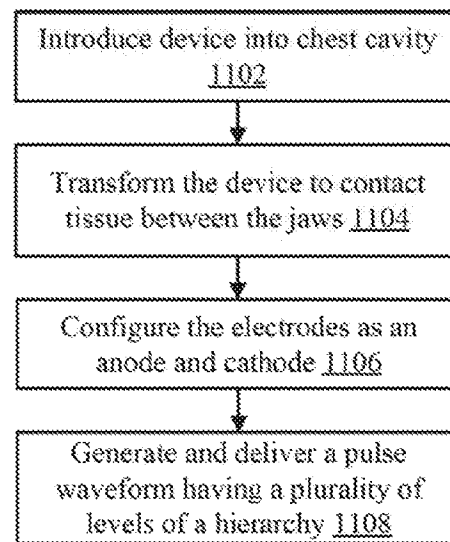 Introduce device into chest cavity
1102
Transform the device to contact
tissue between the jaws 1104
Configure the electrodes as an
anode and cathode 1106
Generate and deliver a pulse
waveform having a plurality of
levels of a hierarchy 1108